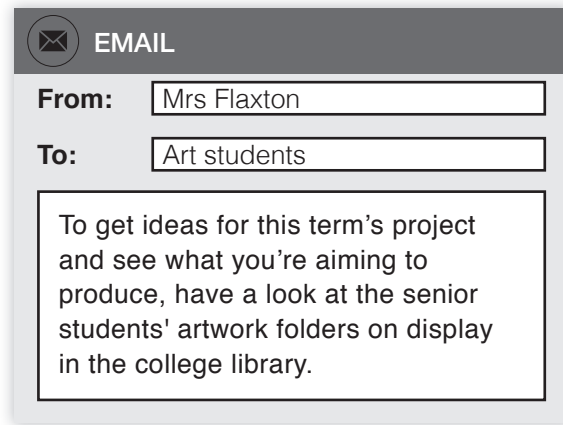 EMAIL
From: Mrs Flaxton
To: Art students
To get ideas for this term’s project
and see what you’re aiming to
produce, have a look at the senior
students' artwork folders on display
in the college library.